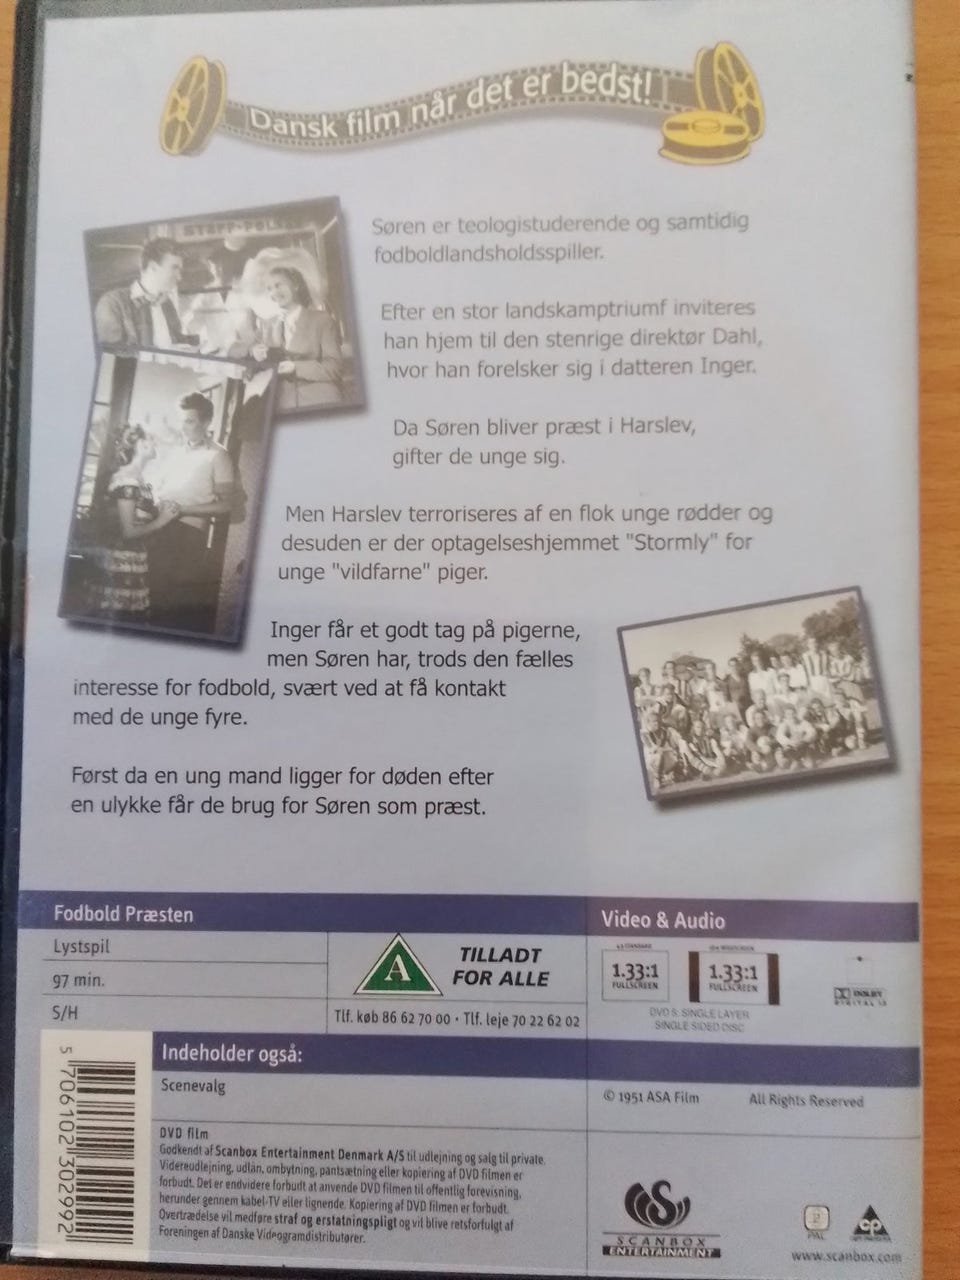 Dansk film når det er bedst!
Søren er teologistuderende og samtidig
fodboldlandsholdsspiller.
Efter en stor landskamptriumf inviteres
han hjem til den stenrige direktør Dahl,
hvor han forelsker sig i datteren Inger.
Da Søren bliver præst i Harslev,
gifter de unge sig.
Men Harslev terroriseres af en flok unge rødder og
desuden er der optagelseshjemmet "Stormly" for
unge "vildfarne" piger.
Inger får et godt tag på pigerne,
men Søren har, trods den fælles
interesse for fodbold, svært ved at få kontakt
med de unge fyre.
Først da en ung mand ligger for døden efter
en ulykke får de brug for Søren som præst.
Fodbold Præsten
Lystspil
97 min.
S/H
A
TILLADT
FOR ALLE
Tlf. køb 86 62 70 00 · Tlf. leje 70 22 62 02
Video & Audio
1.33:1
FULLSCREEN
1.33:1
FULLSCREEN
DOLBY
DIGITAL
DVD 5: SINGLE LAYER
SINGLE SIDED DISC
Indeholder også:
Scenevalg
© 1951 ASA Film All Rights Reserved
DVD film
Godkendt af Scanbox Entertainment Denmark A/S til udlejning og salg til private.
Videreudlejning, udlån, ombytning, pantsætning eller kopiering af DVD filmen er
forbudt. Det er endvidere forbudt at anvende DVD filmen til offentlig forevisning,
herunder gennem kabel-TV eller lignende. Kopiering af DVD filmen er forbudt.
Overtrædelse vil medføre straf og erstatningspligt og vil blive retsforfulgt af
Foreningen af Danske Videogramdistributører.
5 706102 302992
SCANBOX
ENTERTAINMENT
2
PAL
cp
www.scanbox.com